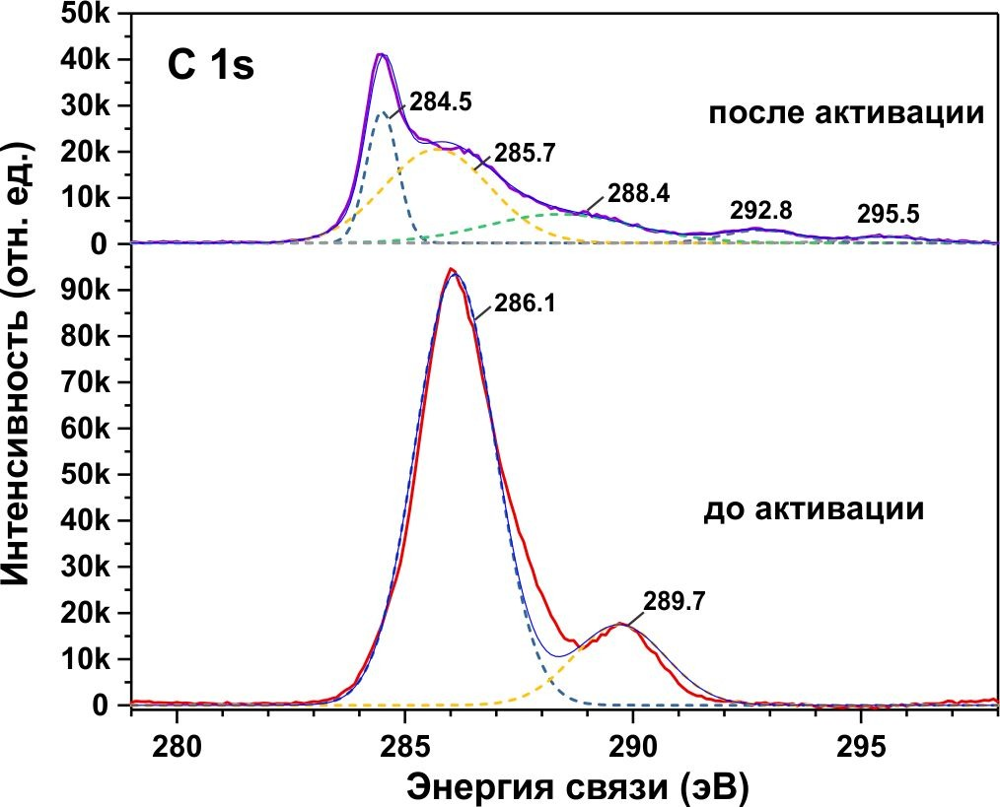 50k
40k
30k
20k
10k
0
C 1s
284.5
285.7
288.4
292.8
295.5
после активации
90k
80k
70k
60k
50k
40k
30k
20k
10k
0
286.1
289.7
до активации
280
285
290
295
Энергия связи (эВ)
Интенсивность (отн. ед.)